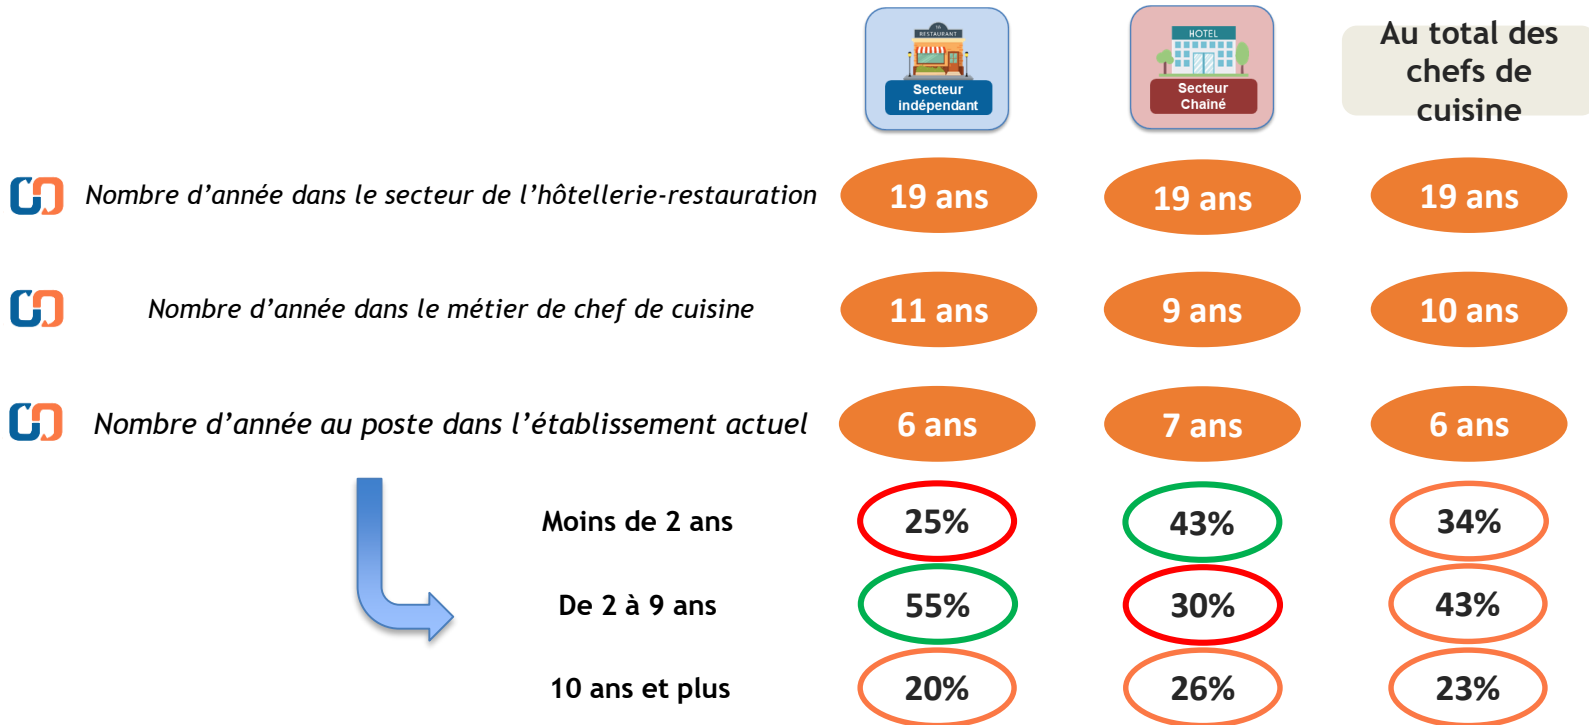 RESTAURANT
Secteur
indépendant
HOTEL
Secteur
Chaîné
Au total des
chefs de
cuisine
Nombre d’année dans le secteur de l’hôtellerie-restauration
19 ans
19 ans
19 ans
Nombre d’année dans le métier de chef de cuisine
11 ans
9 ans
10 ans
Nombre d’année au poste dans l’établissement actuel
6 ans
7 ans
6 ans
Moins de 2 ans
25%
43%
34%
De 2 à 9 ans
55%
30%
43%
10 ans et plus
20%
26%
23%